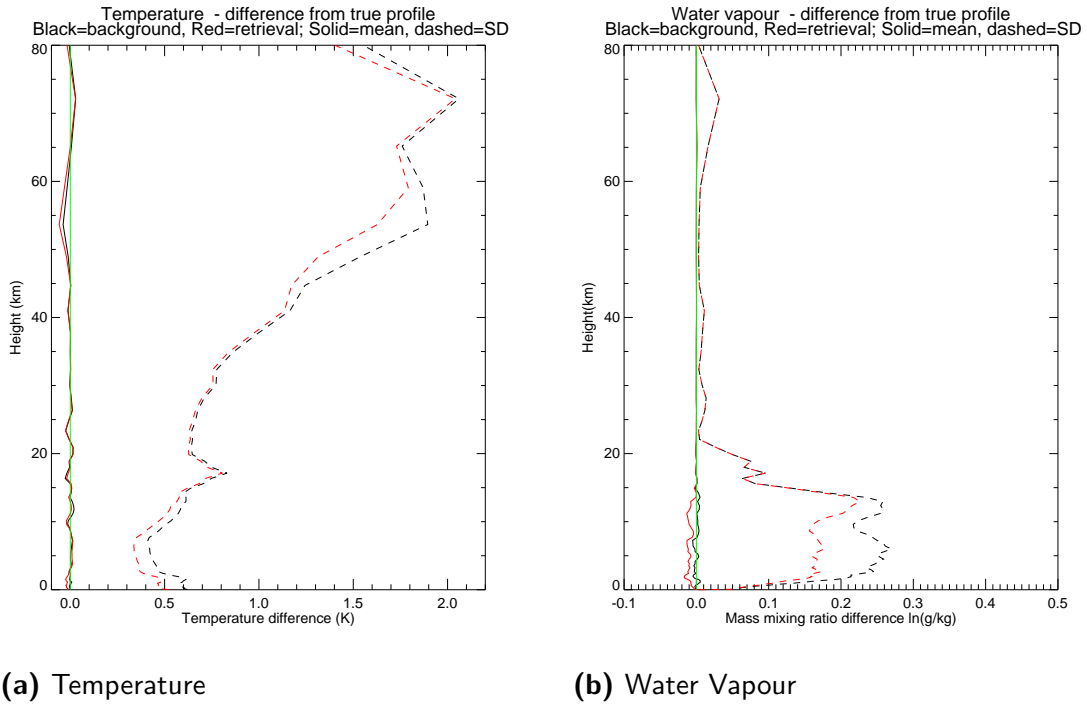 Temperature - difference from true profile
Black=background, Red=retrieval; Solid=mean, dashed=SD
80
60
40
20
0
Height (km)
0.0 0.5 1.0 1.5 2.0
Temperature difference (K)
(a) Temperature
Water vapour - difference from true profile
Black=background, Red=retrieval; Solid=mean, dashed=SD
80
60
40
20
0
Height(km)
-0.1 0.0 0.1 0.2 0.3 0.4 0.5
Mass mixing ratio difference ln(g/kg)
(b) Water Vapour